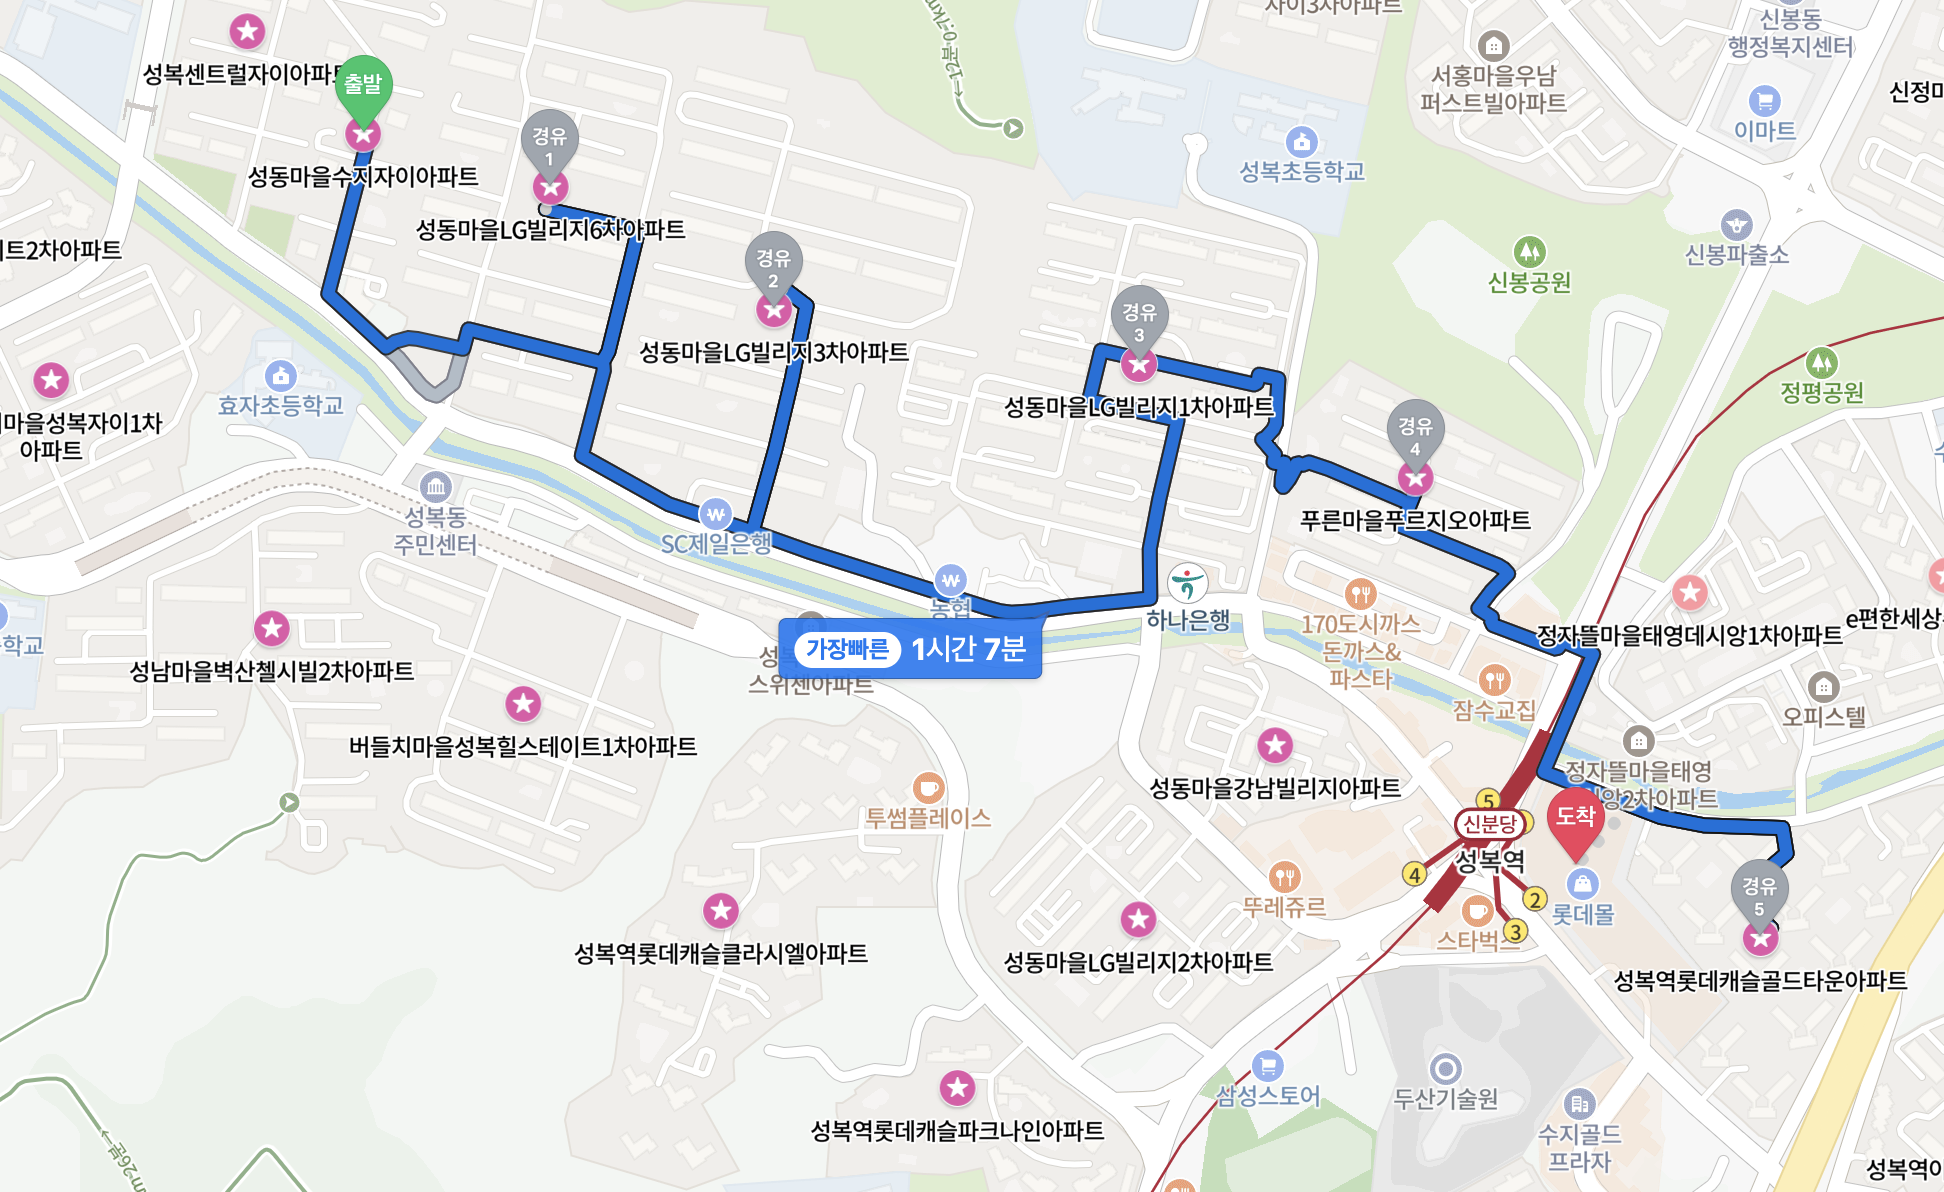 차이3차아파트
신봉동
행정복지센터
성복센트럴자이아파트
출발
12분·0.7km
서홍마을우남
퍼스트빌아파트
신정마
이마트
경유
1
성동마을수지자이아파트
성복초등학교
성동마을LG빌리지6차아파트
신봉파출소
신봉공원
이트2차아파트
경유
2
경유
3
성동마을LG빌리지3차아파트
정평공원
효자초등학교
성동마을LG빌리지1차아파트
마을성복자이1차
아파트
경유
4
성복동
주민센터
SC제일은행
푸른마을푸르지오아파트
농협
하나은행
170도시까스
돈까스&
파스타
정자뜰마을태영데시앙1차아파트
e편한세상
학교
성남마을벽산첼시빌2차아파트
가장빠른 1시간 7분
스위첸아파트
잠수교집
오피스텔
버들치마을성복힐스테이트1차아파트
정자뜰마을태영
앙2차아파트
성동마을강남빌리지아파트
투썸플레이스
5
신분당
성복역
도착
4
2
3
뚜레쥬르
스타벅스
롯데몰
경유
5
성복역롯데캐슬클라시엘아파트
성동마을LG빌리지2차아파트
성복역롯데캐슬골드타운아파트
삼성스토어
두산기술원
성복역롯데캐슬파크나인아파트
수지골드
프라자
26분
성복역이